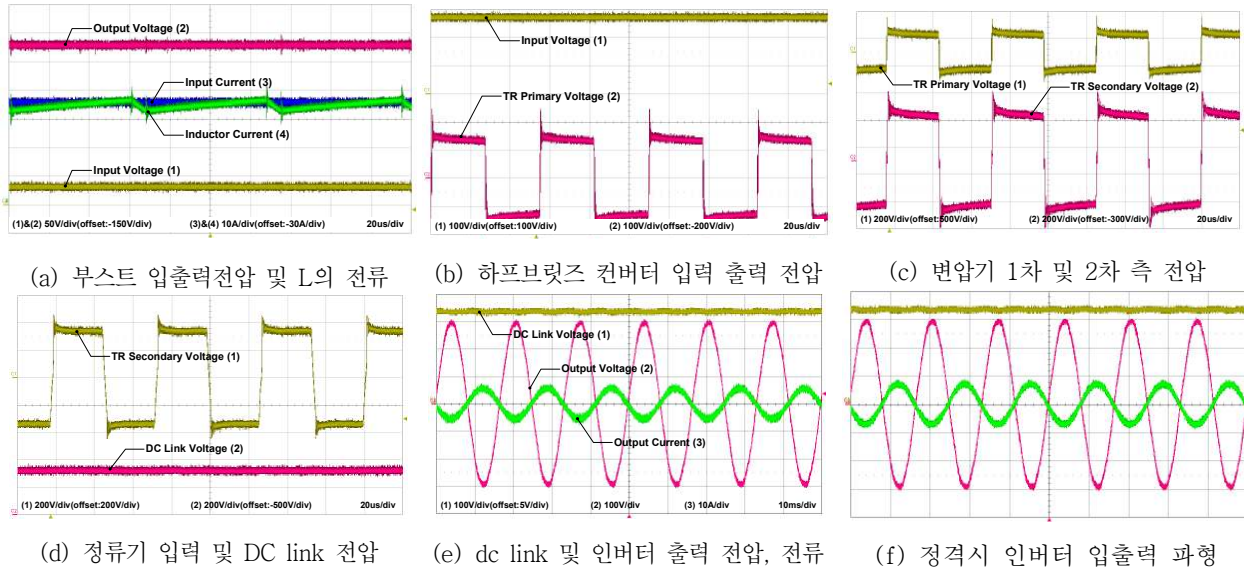 Output Voltage (2)
Input Current (3)
Inductor Current (4)
Input Voltage (1)
(1)&(2) 50V/div(offset:-150V/div)
(3)&(4) 10A/div(offset:-30A/div)
20us/div
(a) 부스트 입출력전압 및 L의 전류
Input Voltage (1)
TR Primary Voltage (2)
(1) 100V/div(offset:100V/div)
(2) 100V/div(offset:-200V/div)
20us/div
(b) 하프브릿즈 컨버터 입력 출력 전압
TR Primary Voltage (1)
TR Secondary Voltage (2)
(1) 200V/div(offset:500V/div)
(2) 200V/div(offset:-300V/div)
20us/div
(c) 변압기 1차 및 2차 측 전압
TR Secondary Voltage (1)
DC Link Voltage (2)
(1) 200V/div(offset:200V/div)
(2) 200V/div(offset:-500V/div)
20us/div
(d) 정류기 입력 및 DC link 전압
DC Link Voltage (1)
Output Voltage (2)
Output Current (3)
(1) 100V/div(offset:5V/div)
(2) 100V/div
(3) 10A/div
10ms/div
(e) dc link 및 인버터 출력 전압, 전류
(f) 정격시 인버터 입출력 파형